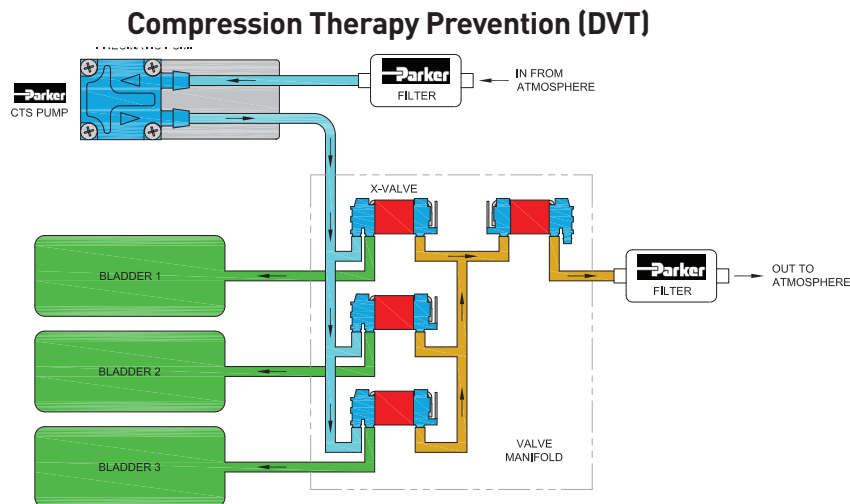 Compression Therapy Prevention (DVT)
Parker
CTS PUMP
Parker
FILTER
IN FROM
ATMOSPHERE
X-VALVE
BLADDER 1
BLADDER 2
BLADDER 3
Parker
FILTER
OUT TO
ATMOSPHERE
VALVE
MANIFOLD